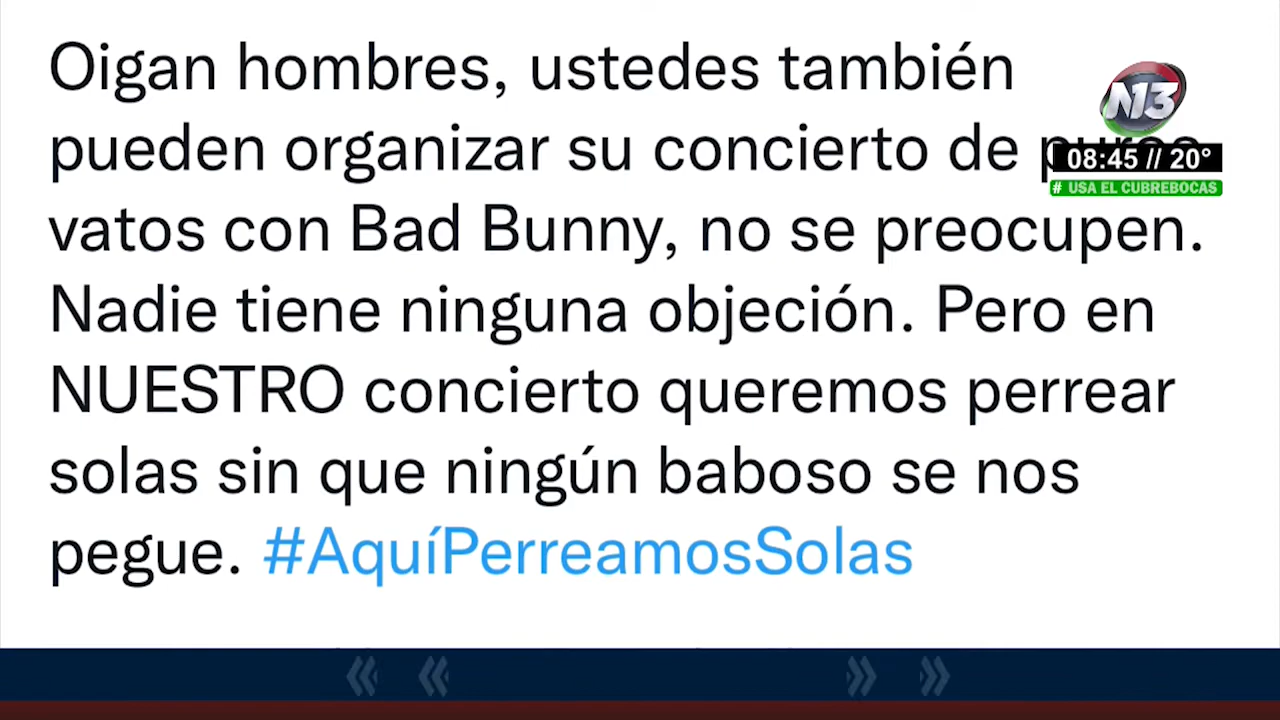 Oigan hombres, ustedes también
pueden organizar su concierto de
vatos con Bad Bunny, no se preocupen.
Nadie tiene ninguna objeción. Pero en
NUESTRO concierto queremos perrear
solas sin que ningún baboso se nos
pegue. #AquíPerreamosSolas
N13
08:45 // 20°
# USA EL CUBREBOCAS